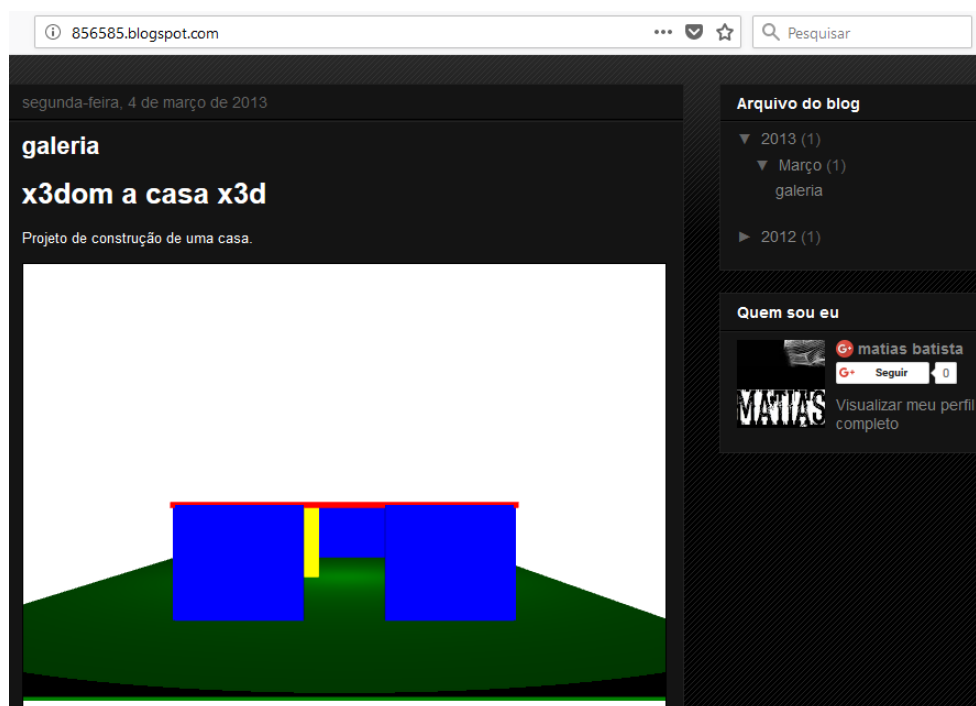 856585.blogspot.com
Pesquisar
segunda-feira, 4 de março de 2013
galeria
x3dom a casa x3d
Projeto de construção de uma casa.
Arquivo do blog
▼ 2013 (1)
▼ Março (1)
galeria
► 2012 (1)
Quem sou eu
MATIAS
G+ matias batista
G+ Seguir 0
Visualizar meu perfil
completo